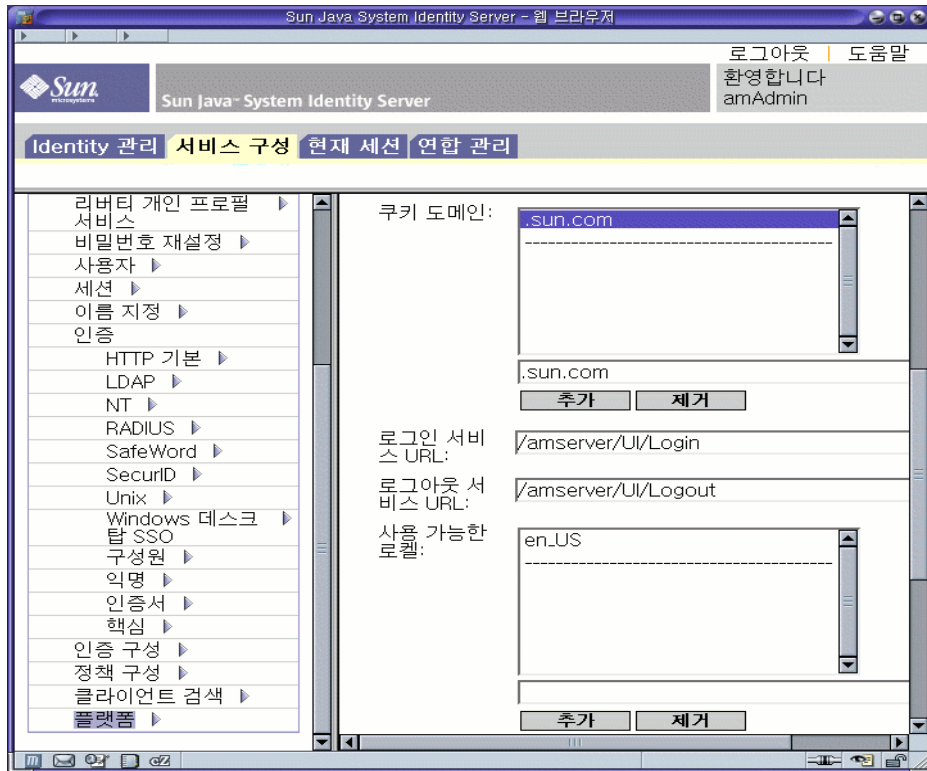 Sun Java System Identity Server - 웹 브라우저
로그아웃 | 도움말
Sun
microsystems
Sun Java™ System Identity Server
환영합니다
amAdmin
Identity 관리
서비스 구성
현재 세션
연합 관리
리버티 개인 프로필
서비스
비밀번호 재설정
사용자
세션
이름 지정
인증
HTTP 기본
LDAP
NT
RADIUS
SafeWord
SecurID
Unix
Windows 데스크
탑 SSO
구성원
익명
인증서
핵심
인증 구성
정책 구성
클라이언트 검색
플랫폼
쿠키 도메인:
.sun.com
---------------------------------------
.sun.com
추가
제거
로그인 서비
스 URL:
/amserver/UI/Login
로그아웃 서
비스 URL:
/amserver/UI/Logout
사용 가능한
로켈:
en_US
---------------------------------------
추가
제거